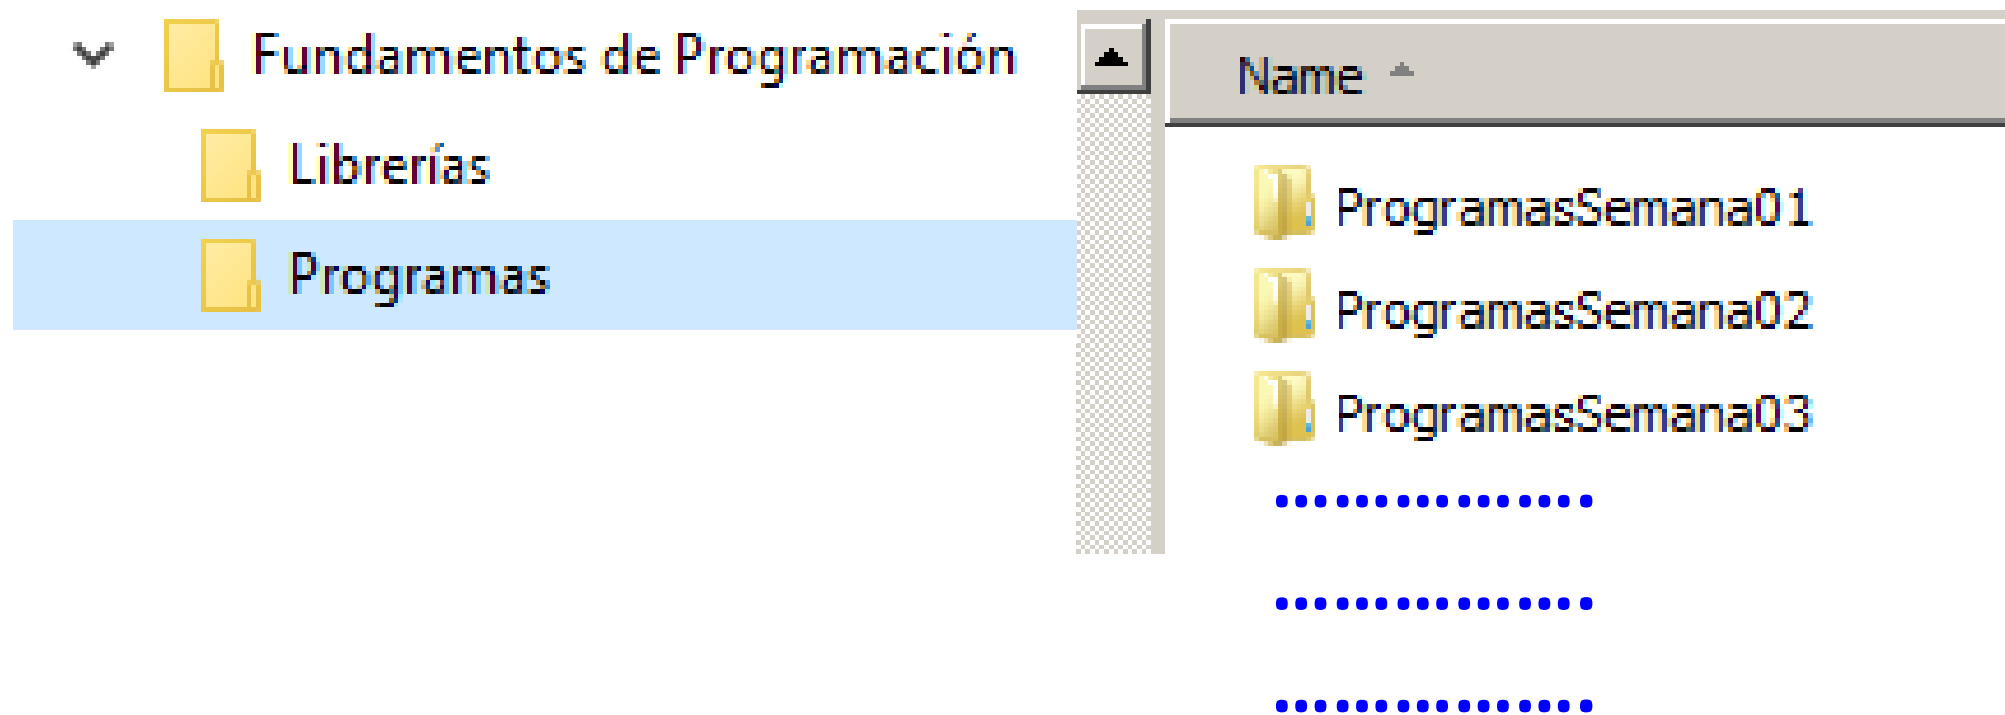 Fundamentos de Programación
Librerías
Programas
Name
ProgramasSemana01
ProgramasSemana02
ProgramasSemana03
................
................
................